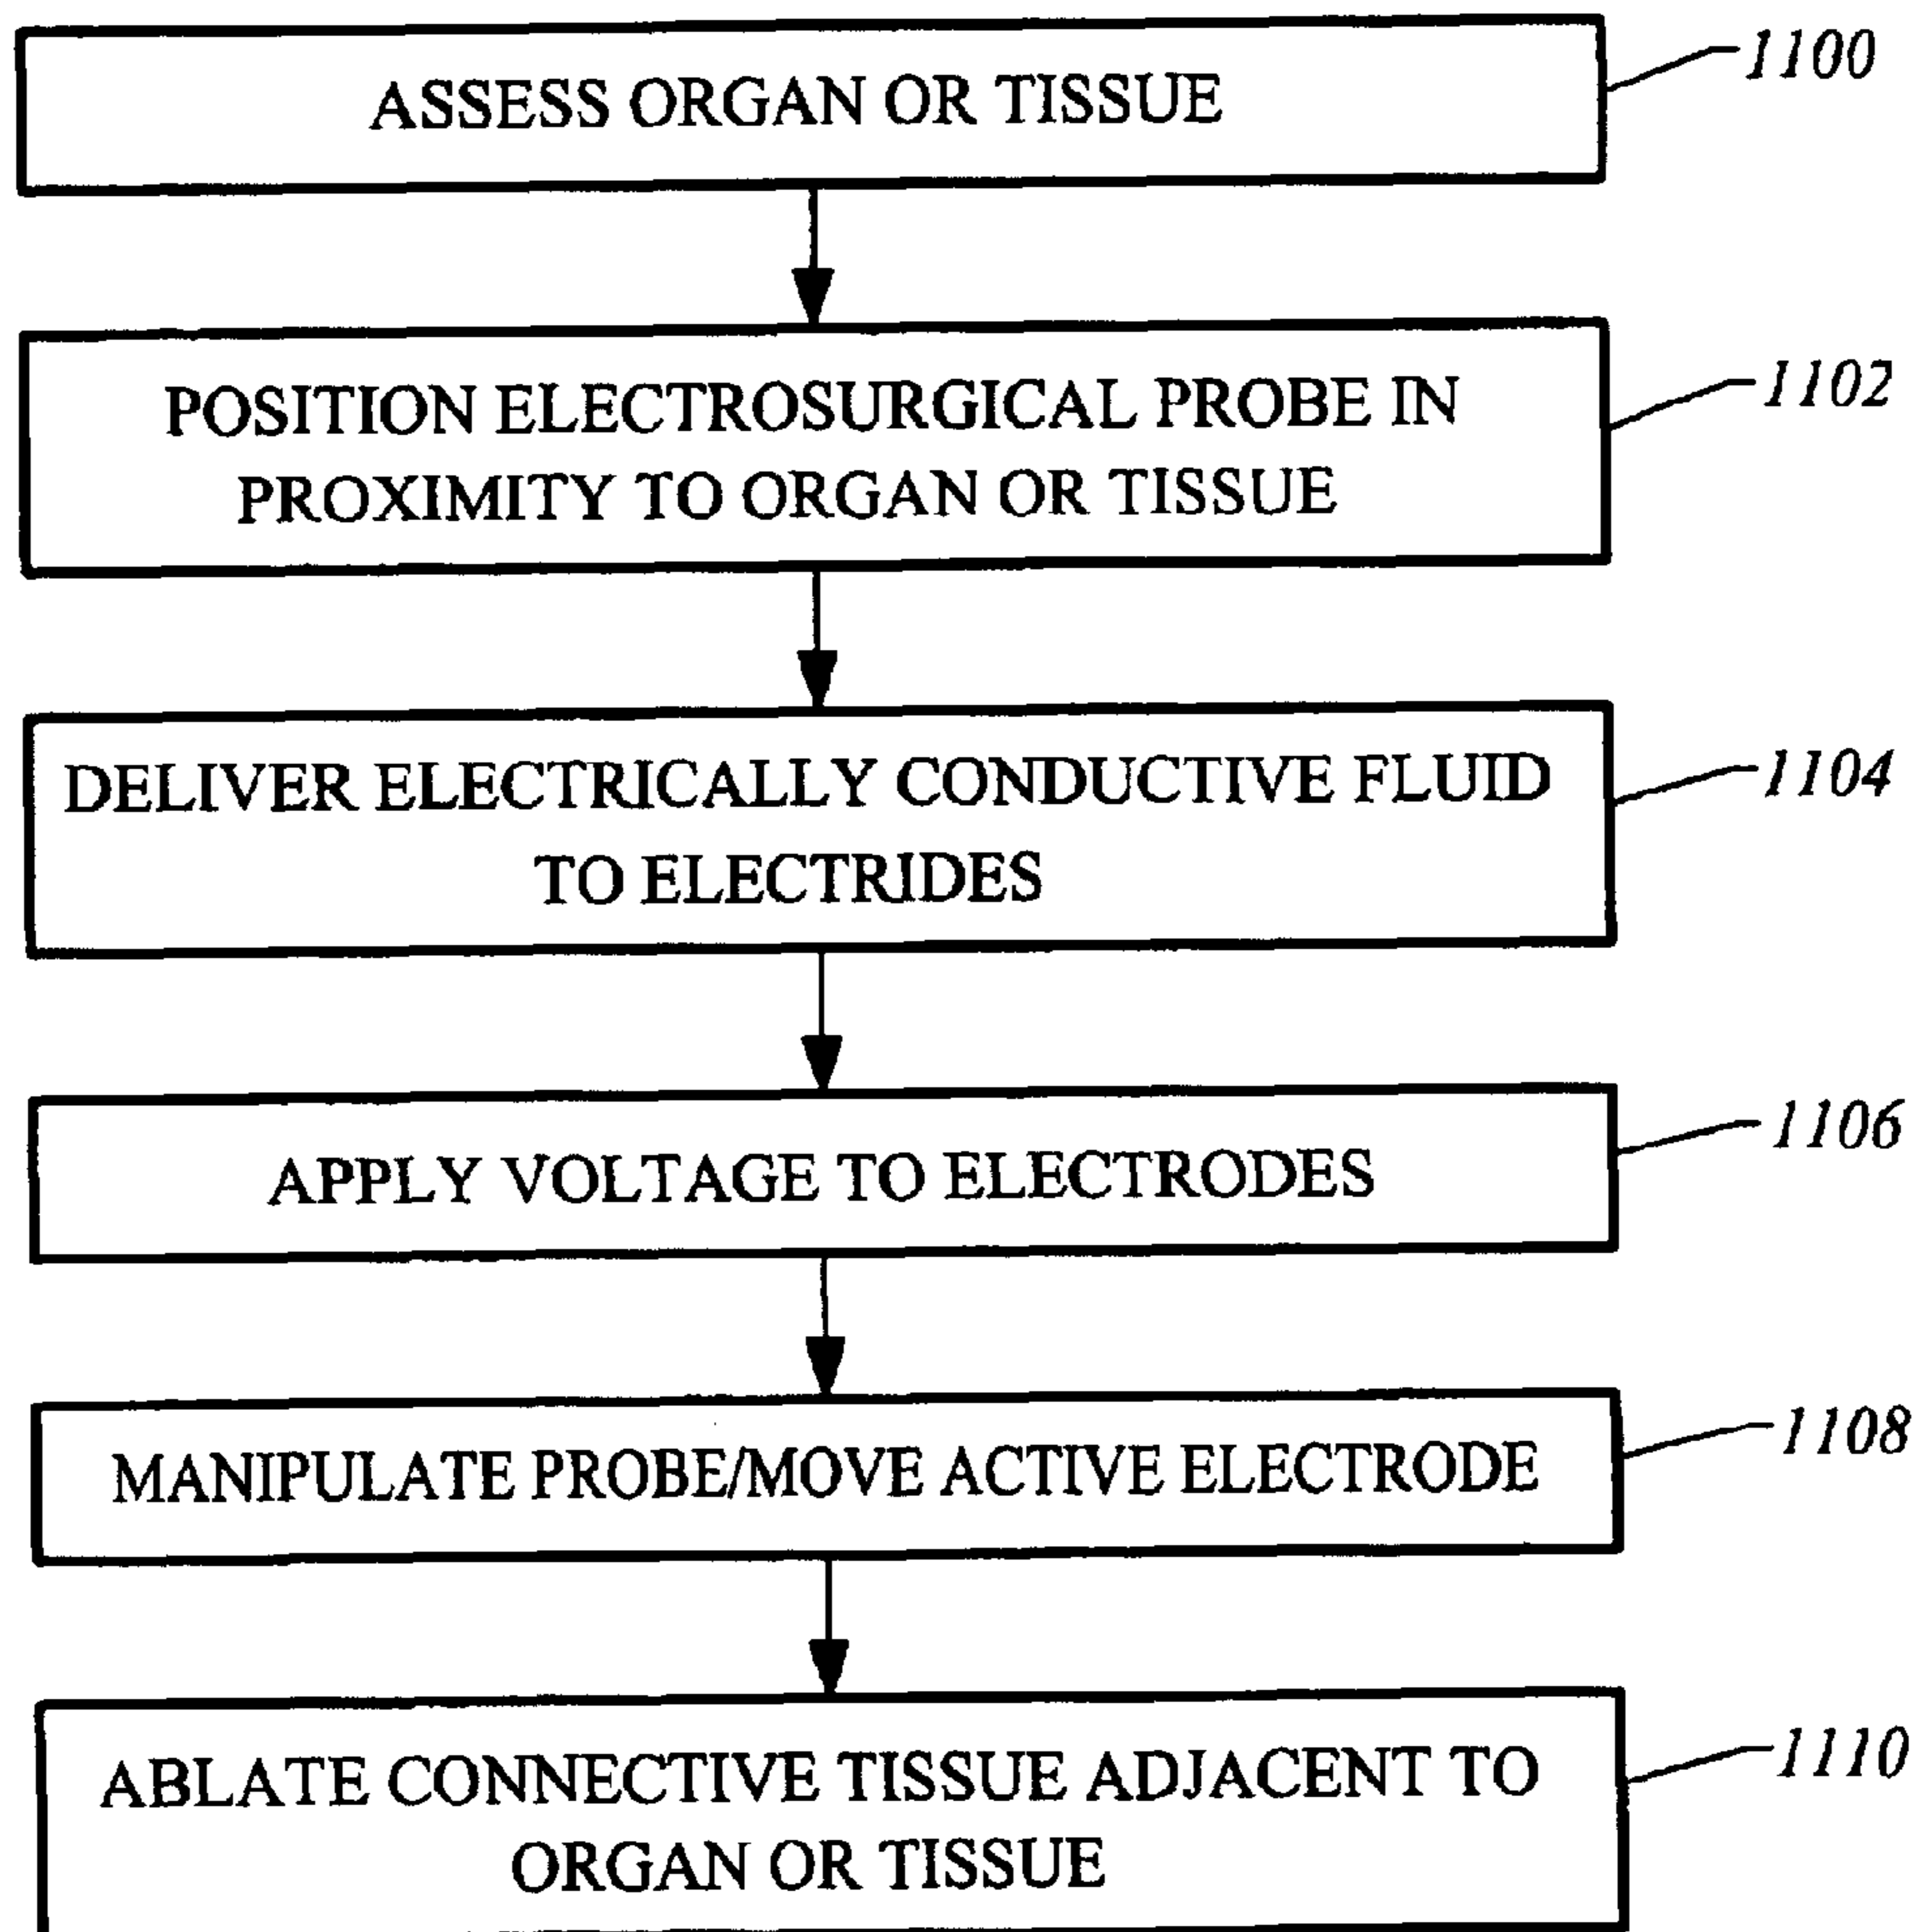 ASSESS ORGAN OR TISSUE
1100
POSITION ELECTROSURGICAL PROBE IN
PROXIMITY TO ORGAN OR TISSUE
1102
DELIVER ELECTRICALLY CONDUCTIVE FLUID
TO ELECTRIDES
1104
APPLY VOLTAGE TO ELECTRODES
1106
MANIPULATE PROBE/MOVE ACTIVE ELECTRODE
1108
ABLATE CONNECTIVE TISSUE ADJACENT TO
ORGAN OR TISSUE
1110